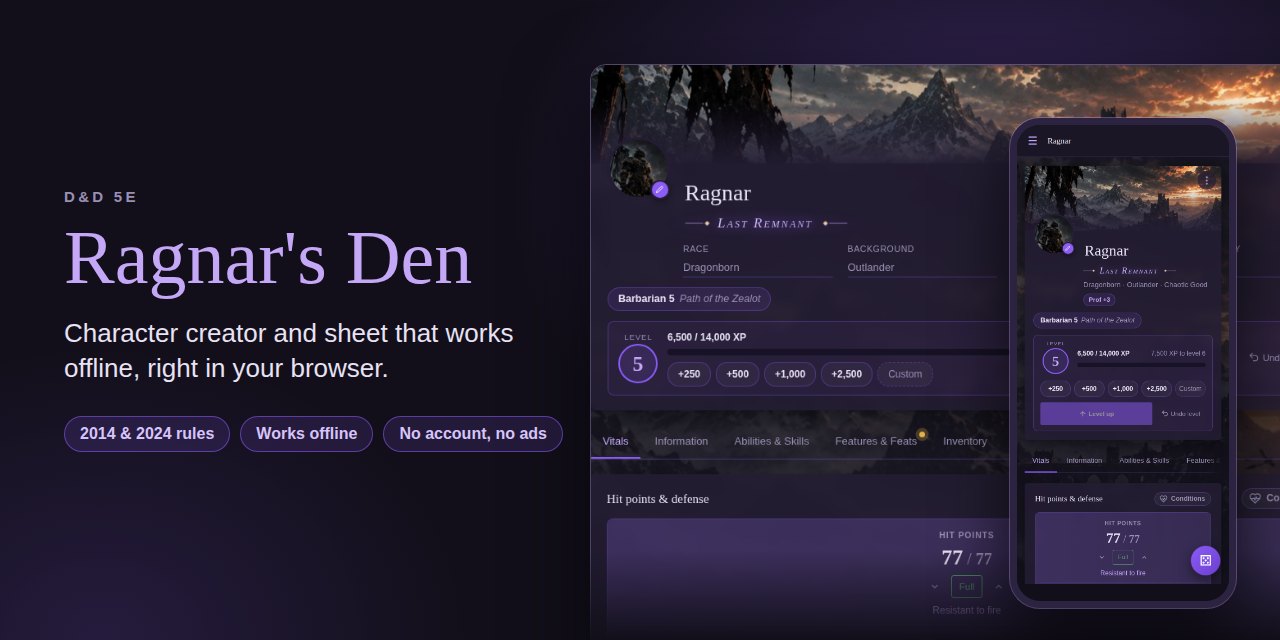 D&D 5E
Ragnar's Den
Character creator and sheet that works
offline, right in your browser.
2014 & 2024 rules
Works offline
No account, no ads
Ragnar
Last Remnant
RACE
BACKGROUND
Dragonborn
Outlander
Barbarian 5 Path of the Zealot
LEVEL
5
6,500 / 14,000 XP
+250
+500
+1,000
+2,500
Custom
Vitals
Information
Abilities & Skills
Features & Feats
Inventory
Hit points & defense
HIT POINTS
77 / 77
Full
Resistant to fire
Ragnar
Ragnar
Last Remnant
Dragonborn · Outlander · Chaotic Good
Prof +3
Barbarian 5 Path of the Zealot
LEVEL
5
6,500 / 14,000 XP
7,500 XP to level 6
+250
+500
+1,000
+2,500
Custom
Level up
Undo level
Vitals
Information
Abilities & Skills
Features
Hit points & defense
Conditions
HIT POINTS
77 / 77
Full
Resistant to fire
Und
Co